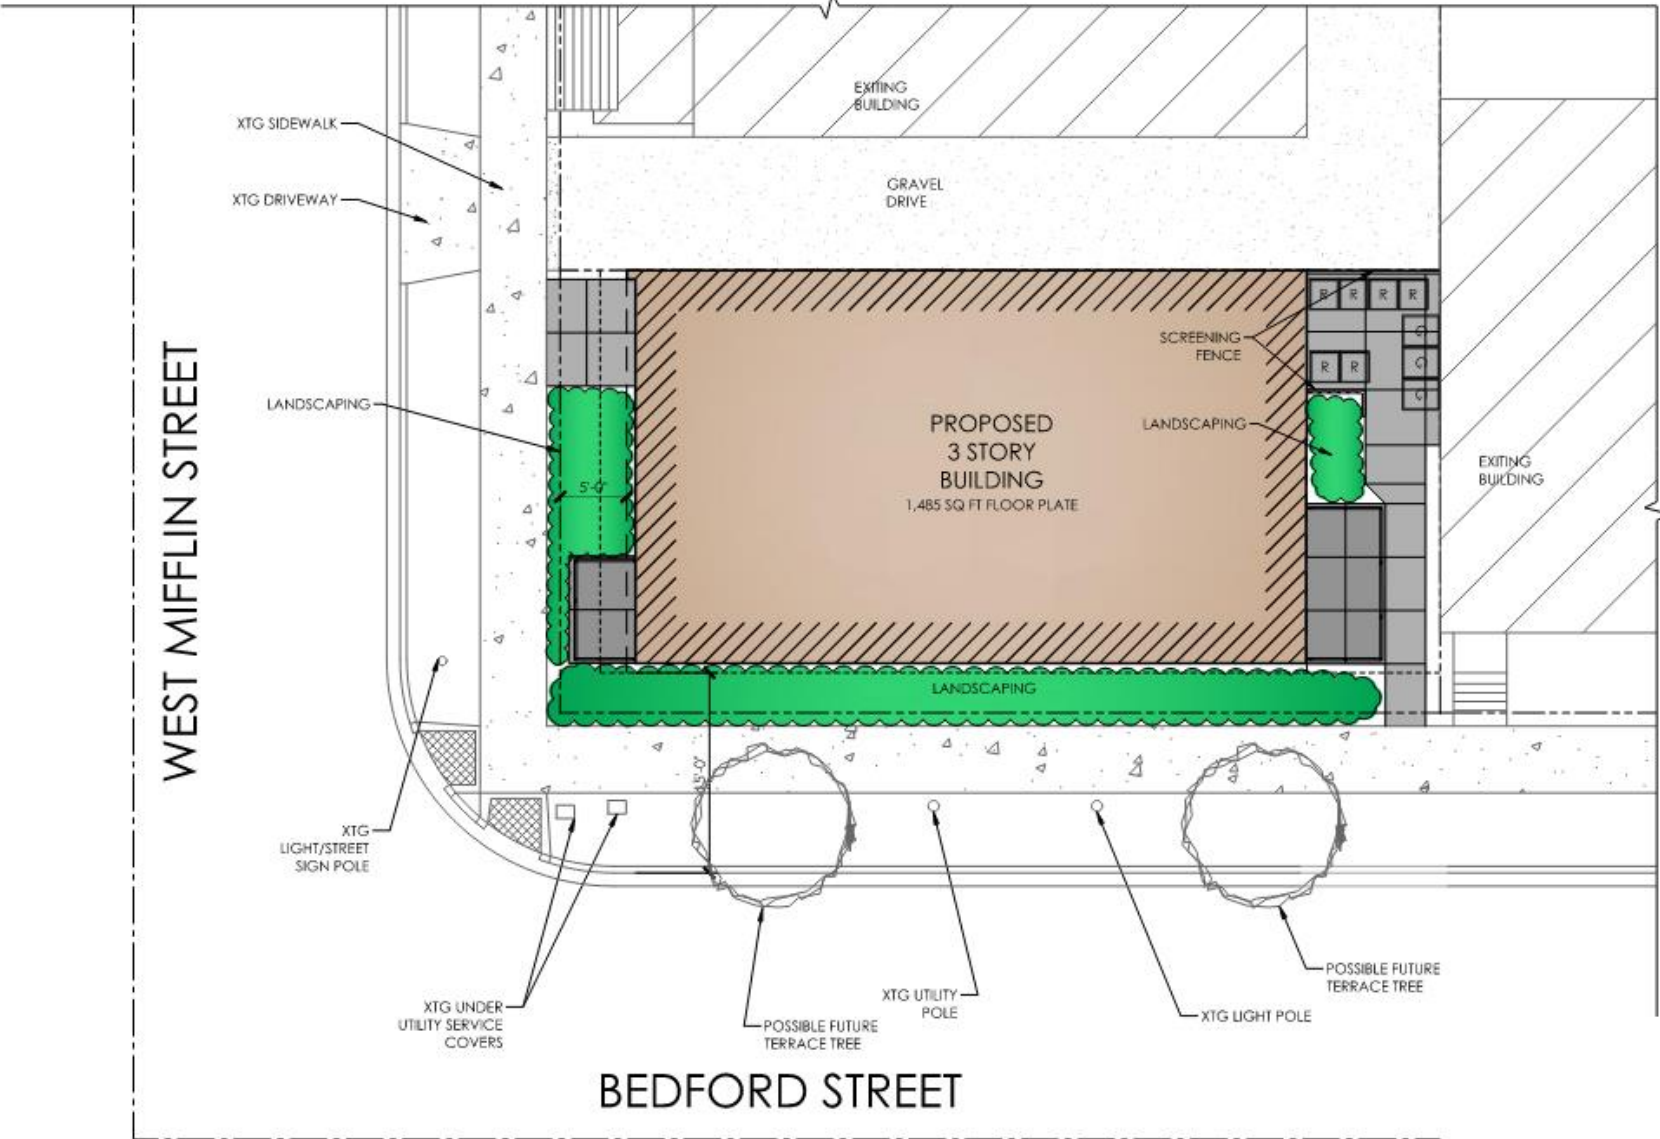 EXITING
BUILDING
XTG SIDEWALK
XTG DRIVEWAY
GRAVEL
DRIVE
R R R R
SCREENING
FENCE
G
G
G
R R
WEST MIFFLIN STREET
LANDSCAPING
LANDSCAPING
PROPOSED
3 STORY
BUILDING
1,485 SQ FT FLOOR PLATE
EXITING
BUILDING
5'-0"
LANDSCAPING
XTG
LIGHT/STREET
SIGN POLE
XTG UNDER
UTILITY SERVICE
COVERS
POSSIBLE FUTURE
TERRACE TREE
XTG UTILITY
POLE
XTG LIGHT POLE
POSSIBLE FUTURE
TERRACE TREE
BEDFORD STREET